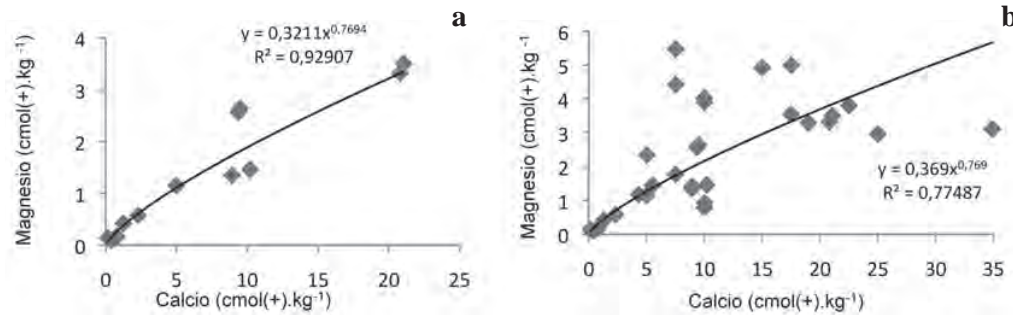 a
y = 0,3211x^0,7694
R² = 0,92907
Magnesio (cmol(+).kg⁻¹)
4
3
2
1
0
0
5
10
15
20
25
Calcio (cmol(+).kg⁻¹)
b
Magnesio (cmol(+).kg⁻¹
6
5
4
3
2
1
0
y = 0,369x^0,769
R² = 0,77487
0
5
10
15
20
25
30
35
Calcio (cmol(+).kg⁻¹)